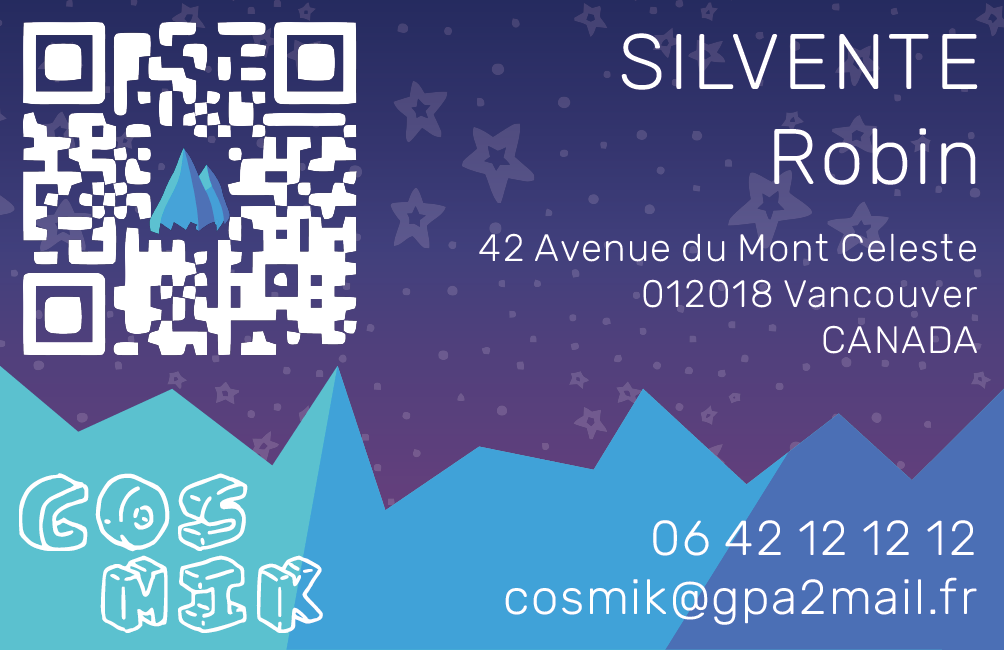 SILVENTE
Robin
42 Avenue du Mont Celeste
012018 Vancouver
CANADA
COS
MIK
06 42 12 12 12
cosmik@gpa2mail.fr